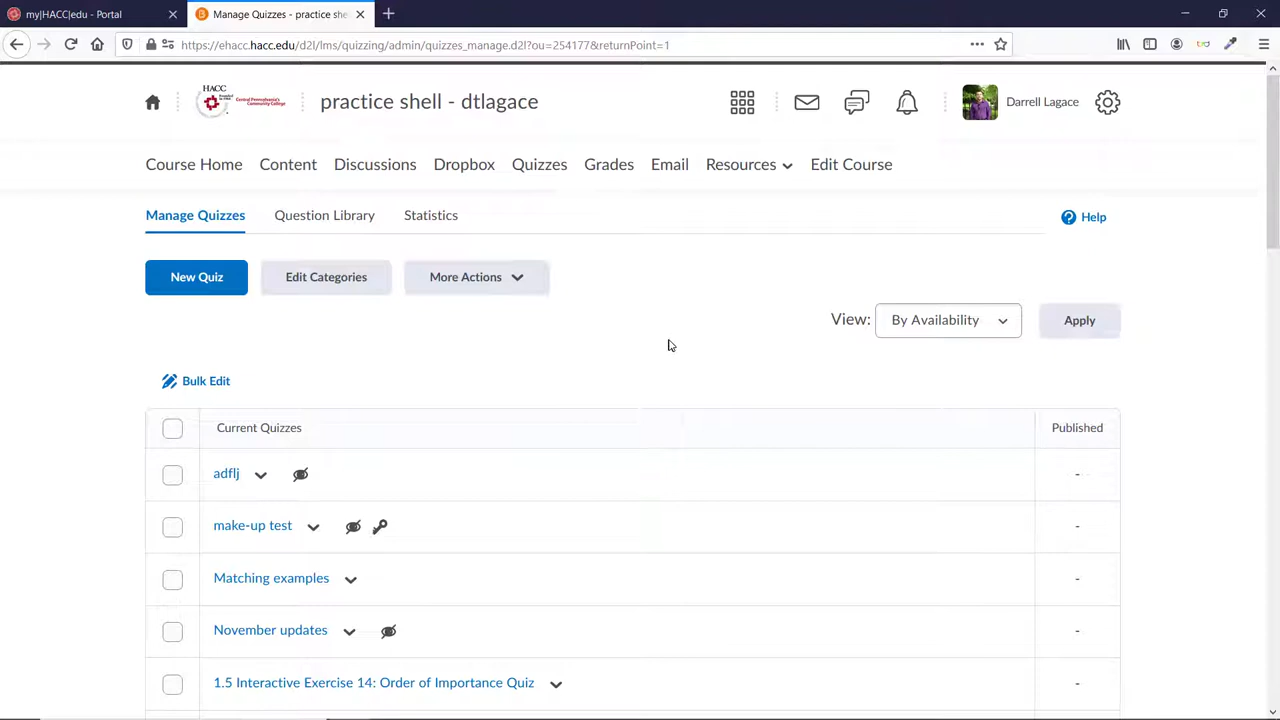 my|HACC|edu - Portal
Manage Quizzes - practice she
https://ehacc.hacc.edu/d2l/lms/quizzing/admin/quizzes_manage.d2l?ou=254177&returnPoint=1
HACC
practice shell - dtlagace
Darrell Lagace
Course Home Content Discussions Dropbox Quizzes Grades Email Resources Edit Course
Manage Quizzes Question Library Statistics
Help
New Quiz Edit Categories More Actions
View: By Availability Apply
Bulk Edit
Current Quizzes Published
adflj -
make-up test -
Matching examples -
November updates -
1.5 Interactive Exercise 14: Order of Importance Quiz -